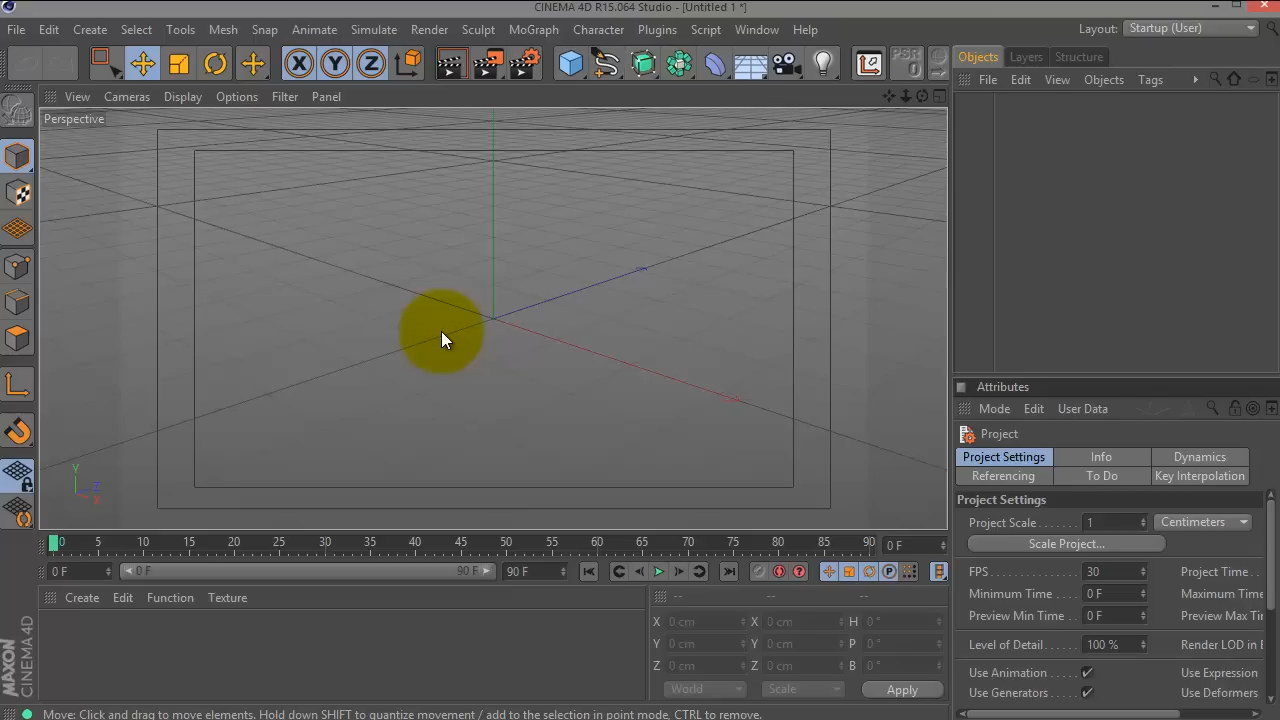 CINEMA 4D R15.064 Studio - [Untitled 1 *]
File Edit Create Select Tools Mesh Snap Animate Simulate Render Sculpt MoGraph Character Plugins Script Window Help Layout: Startup (User)
X Y Z PSR 0
Objects Layers Structure
File Edit View Objects Tags
View Cameras Display Options Filter Panel
Perspective
Y
Z
X
Attributes
Mode Edit User Data
Project
Project Settings Info Dynamics
Referencing To Do Key Interpolation
Project Settings
Project Scale . . . . . . . 1 Centimeters
Scale Project...
FPS . . . . . . . . . . . . . . 30 Project Time .
Minimum Time . . . . 0 F Maximum Time
Preview Min Time . . . 0 F Preview Max Ti
Level of Detail. . . . . . 100 % Render LOD in E
Use Animation . . . . . Use Expression
Use Generators . . . . Use Deformers
0 5 10 15 20 25 30 35 40 45 50 55 60 65 70 75 80 85 90 0 F
0 F 0 F 90 F 90 F P
Create Edit Function Texture
-- -- --
X 0 cm X 0 cm H 0 °
Y 0 cm Y 0 cm P 0 °
Z 0 cm Z 0 cm B 0 °
World Scale Apply
MAXON
CINEMA 4D
Move: Click and drag to move elements. Hold down SHIFT to quantize movement / add to the selection in point mode, CTRL to remove.